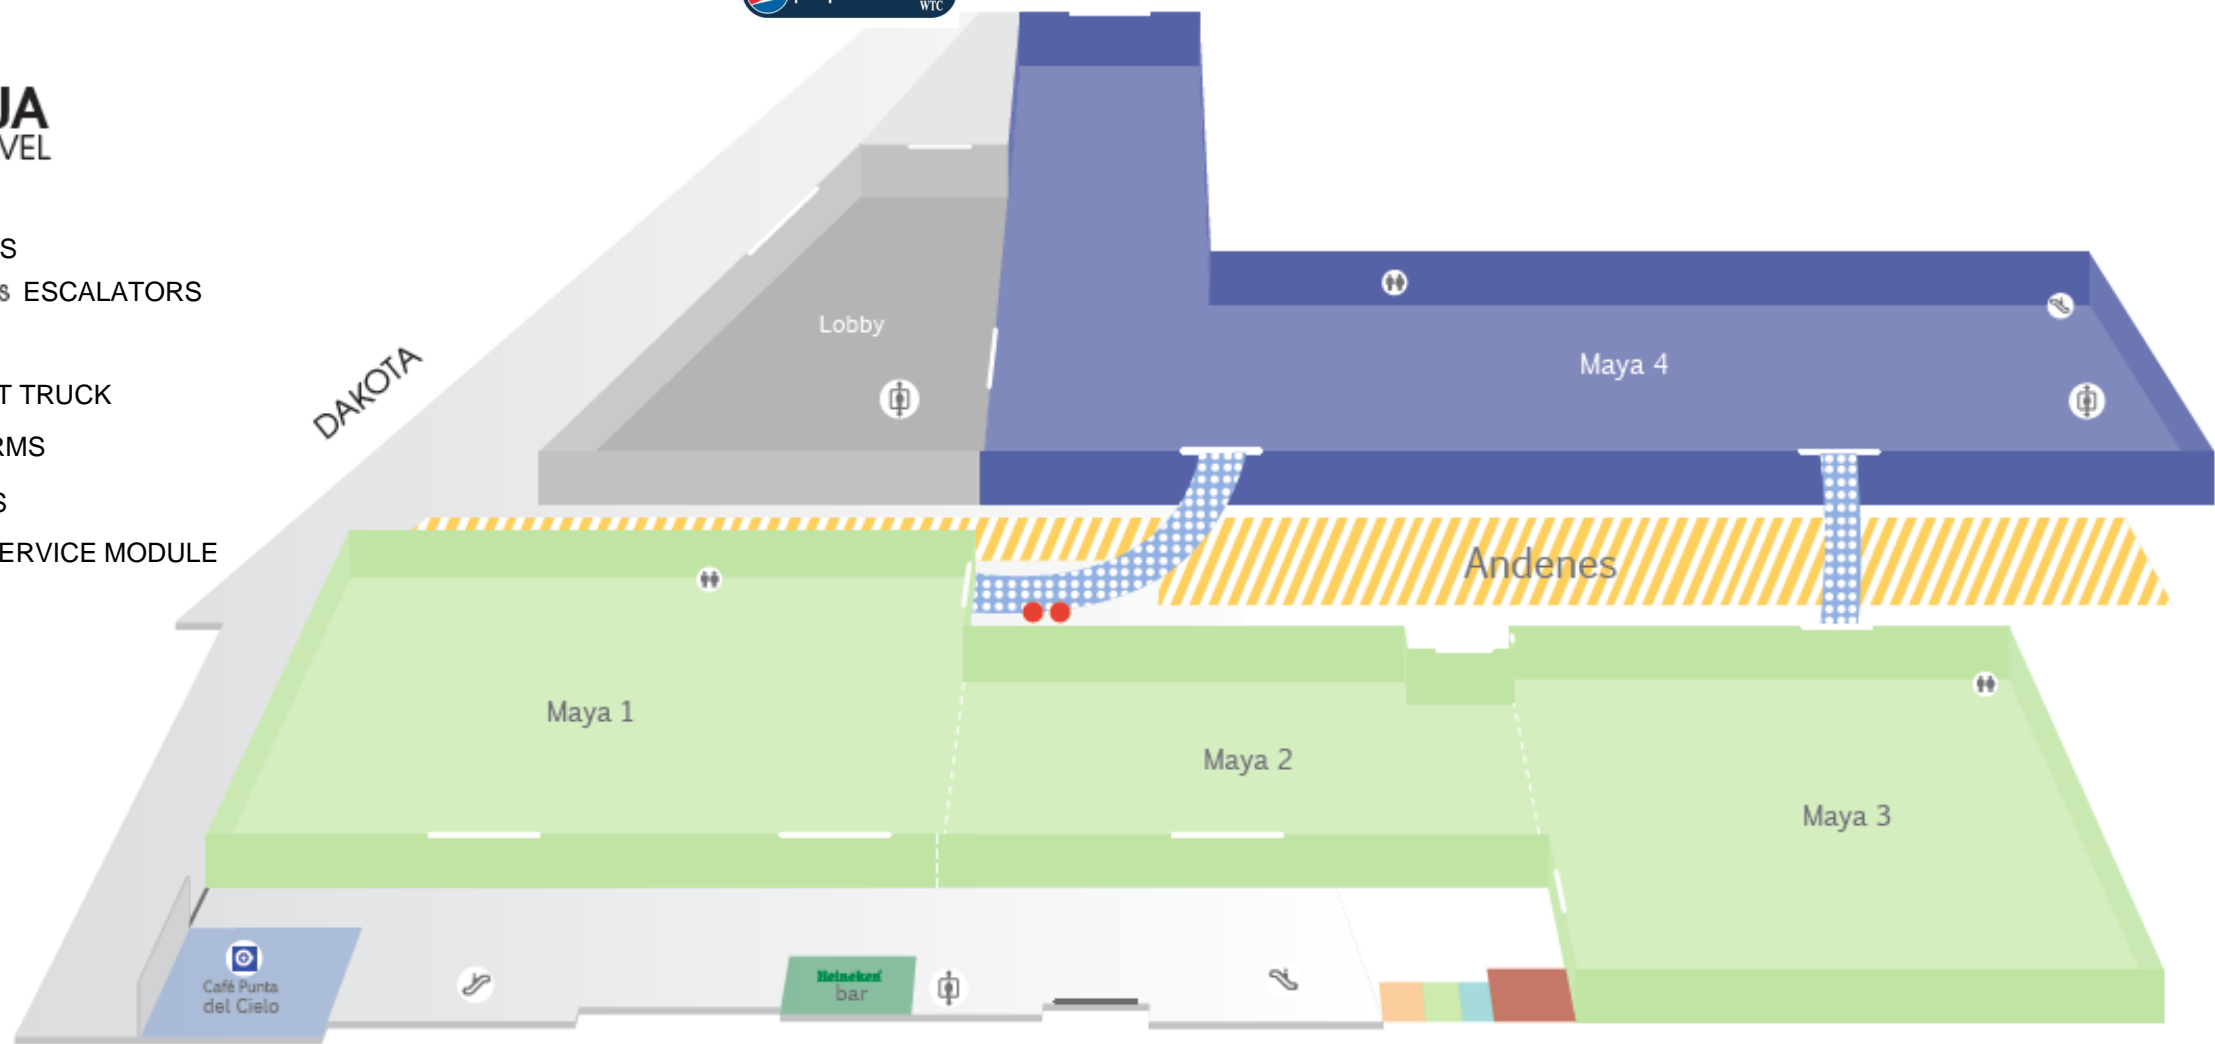 WTC
UA
VEL
S
s ESCALATORS
T TRUCK
RMS
S
ERVICE MODULE
DAKOTA
Lobby
Maya 4
Andenes
Maya 1
Maya 2
Maya 3
Café Punta
del Cielo
Heineken
bar